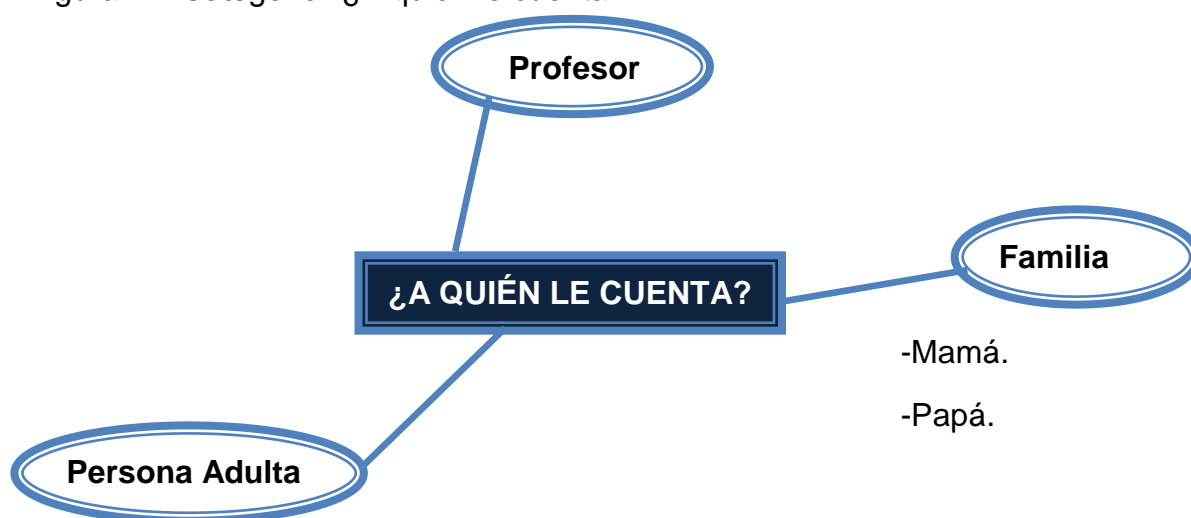 Profesor
¿A QUIÉN LE CUENTA?
Familia
-Mamá.
-Papá.
Persona Adulta